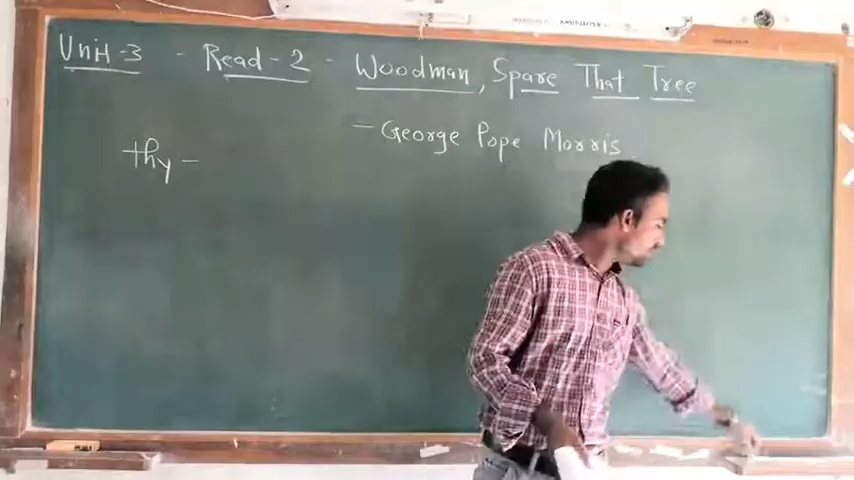 Unit-3 - Read-2 - Woodman, Spare That Tree
- George Pope Morris.
thy -